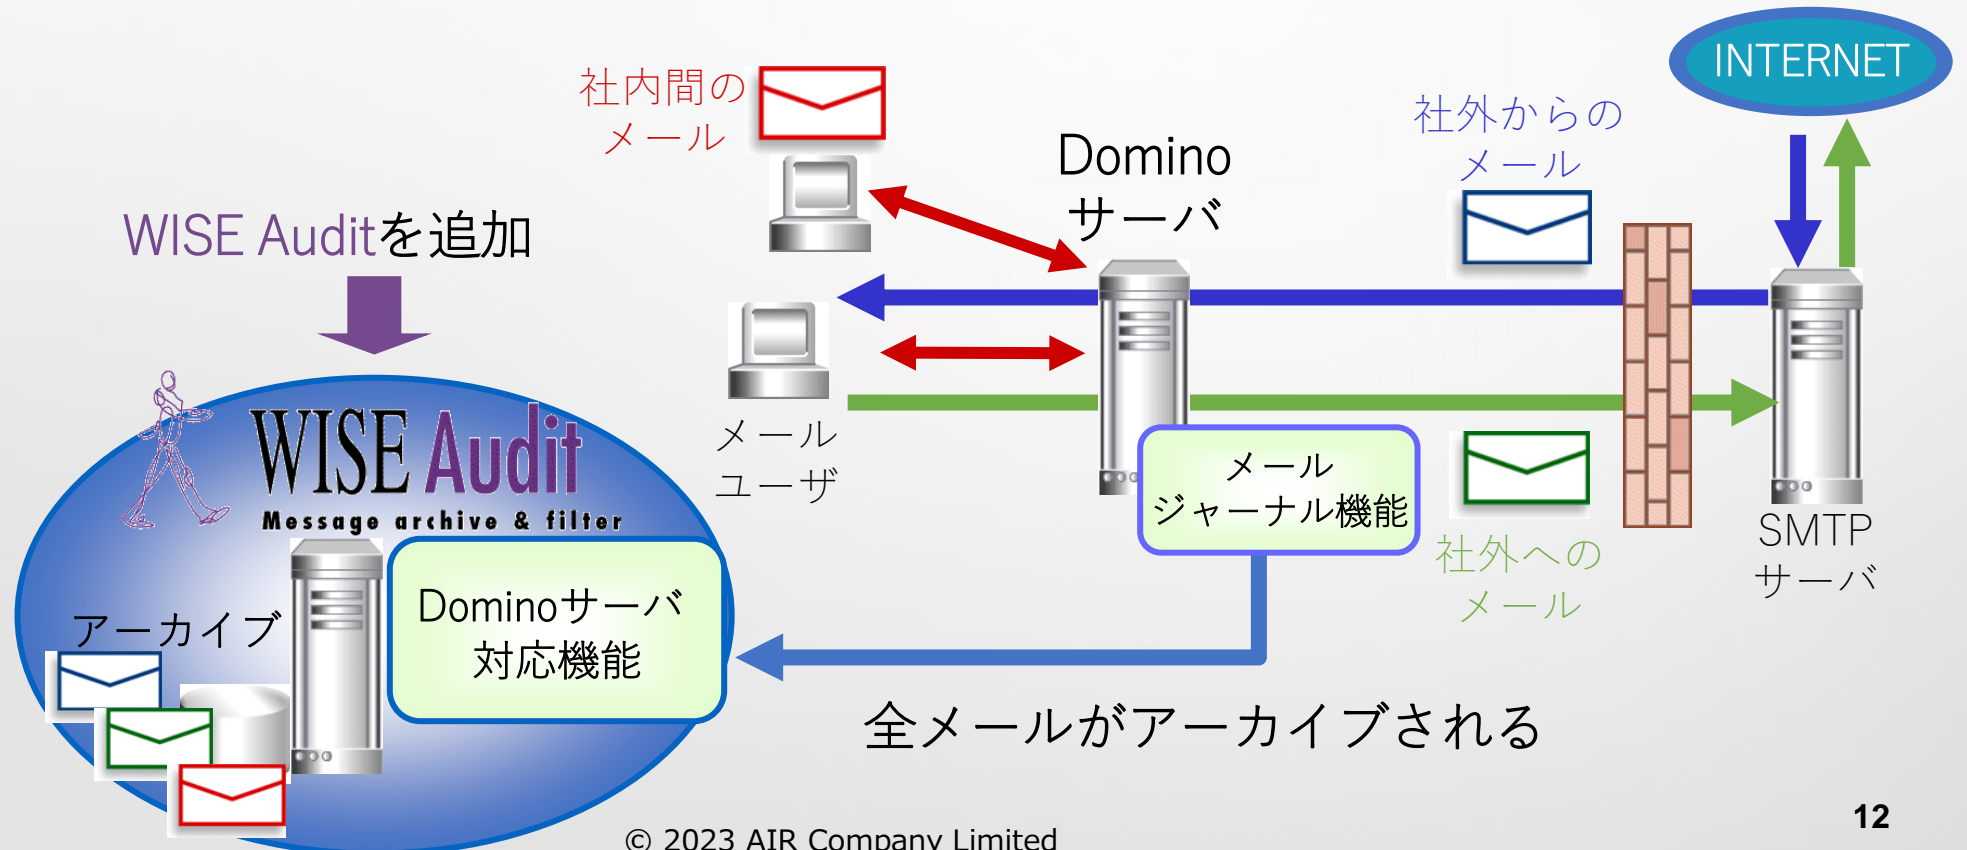 INTERNET
社内間の
メール
社外からの
メール
Domino
サーバ
WISE Auditを追加
メール
ユーザ
WISE Audit
Message archive & filter
メール
ジャーナル機能
社外への
メール
SMTP
サーバ
Dominoサーバ
対応機能
アーカイブ
全メールがアーカイブされる
12
© 2023 AIR Company Limited